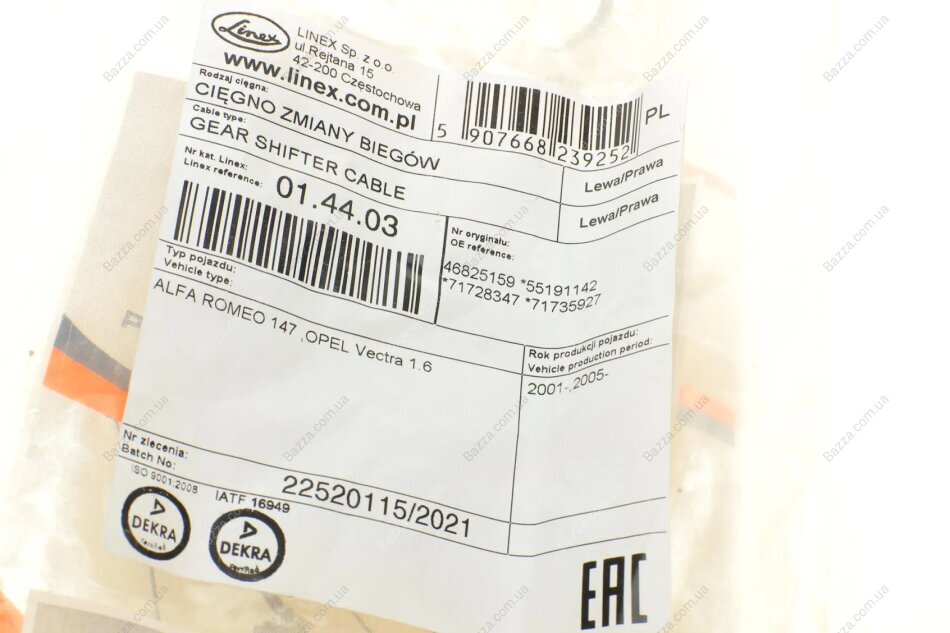 Linex
LINEX Sp. z o.o.
ul.Rejtana 15
42-200 Częstochowa
www.linex.com.pl
5 907668 239252
PL
Rodzaj cięgna:
CIĘGNO ZMIANY BIEGÓW
Lewa/Prawa
Cable type:
GEAR SHIFTER CABLE
Lewa/Prawa
Nr kat. Linex:
Linex reference:
01.44.03
Nr oryginału:
OE reference:
46825159 *55191142
*71728347 *71735927
Typ pojazdu:
Vehicle type:
ALFA ROMEO 147 ,OPEL Vectra 1.6
Rok produkcji pojazdu:
Vehicle production period:
2001-,2005-
Nr zlecenia:
Batch No:
22520115/2021
ISO 9001:2008
IATF 16949
DEKRA
certified
DEKRA
certified
EAC
Bazza.com.ua